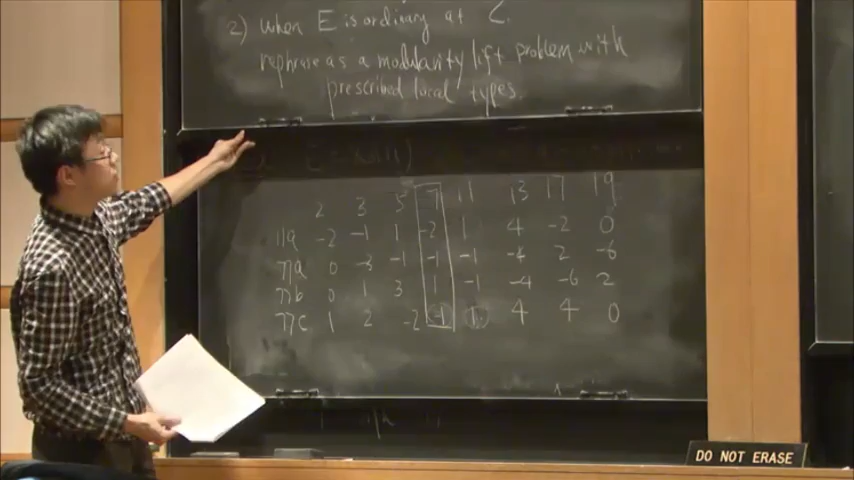 2) when E is ordinary at 2.
rephrase as a modularity lift problem with
prescribed local types.
2 3 5 7 11 13 17 19
11a -2 -1 1 -2 1 4 -2 0
77a 0 -3 -1 -1 -1 -4 2 -6
77b 0 1 3 1 -1 -4 -6 2
77c 1 2 -2 -1 1 4 4 0
DO NOT ERASE